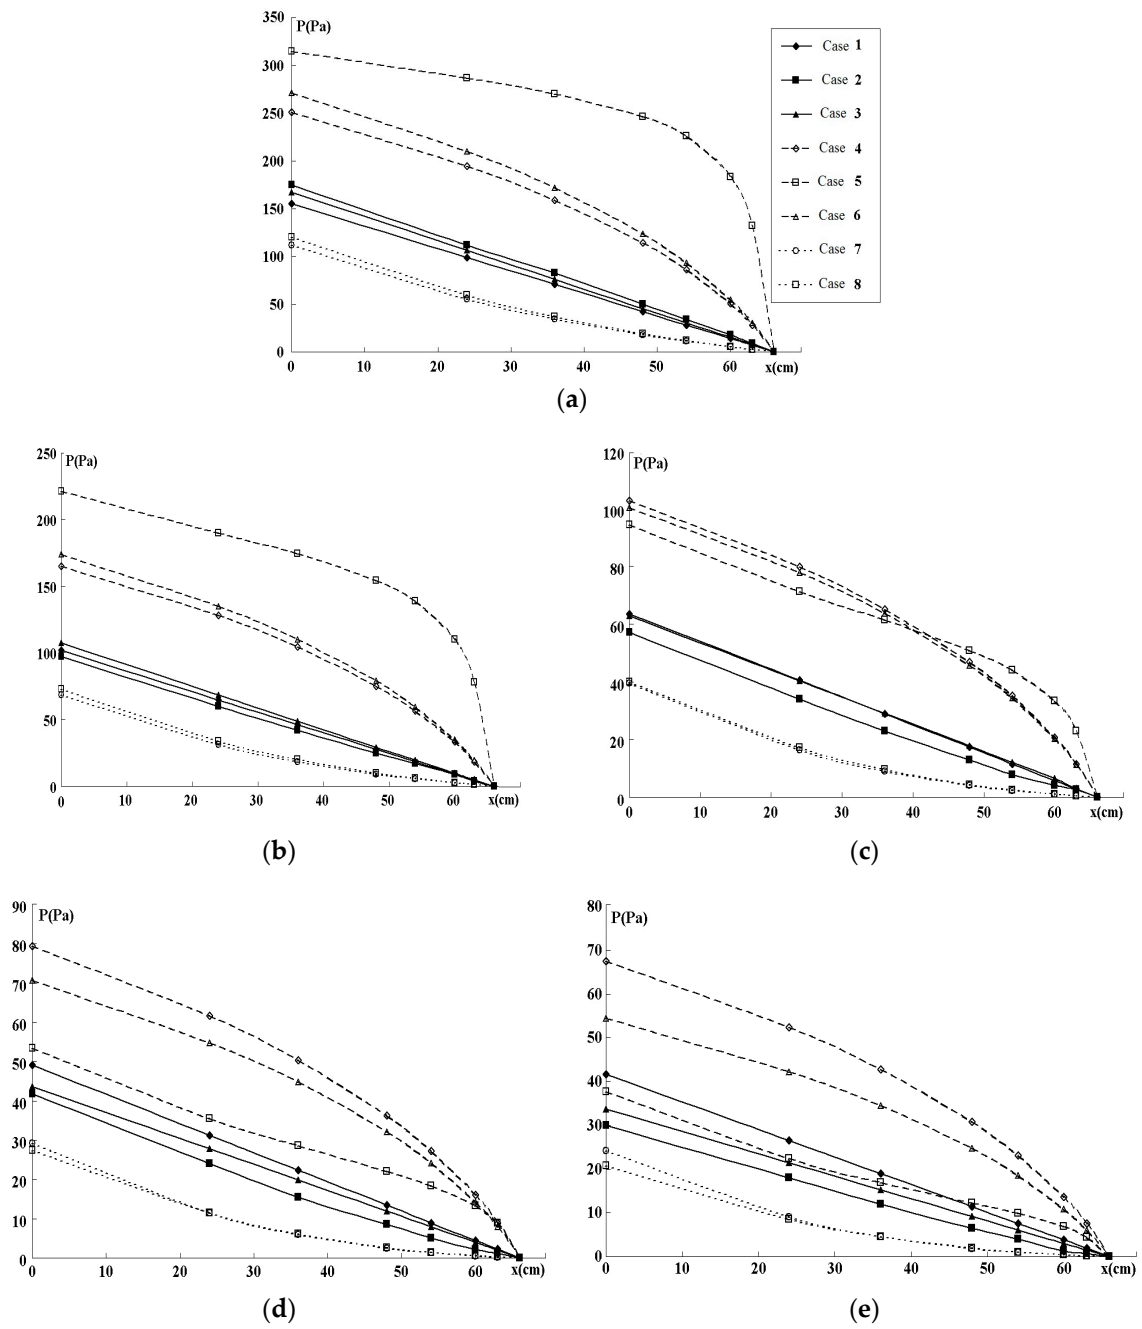 P(Pa)
350
300
250
200
150
100
50
0
0 10 20 30 40 50 60 x(cm)
Case 1
Case 2
Case 3
Case 4
Case 5
Case 6
Case 7
Case 8
(a)
P(Pa)
250
200
150
100
50
0
0 10 20 30 40 50 60 x(cm)
(b)
P(Pa)
120
100
80
60
40
20
0
0 10 20 30 40 50 60 x(cm)
(c)
P(Pa)
90
80
70
60
50
40
30
20
10
0
0 10 20 30 40 50 60 x(cm)
(d)
P(Pa)
80
70
60
50
40
30
20
10
0
0 10 20 30 40 50 60 x(cm)
(e)